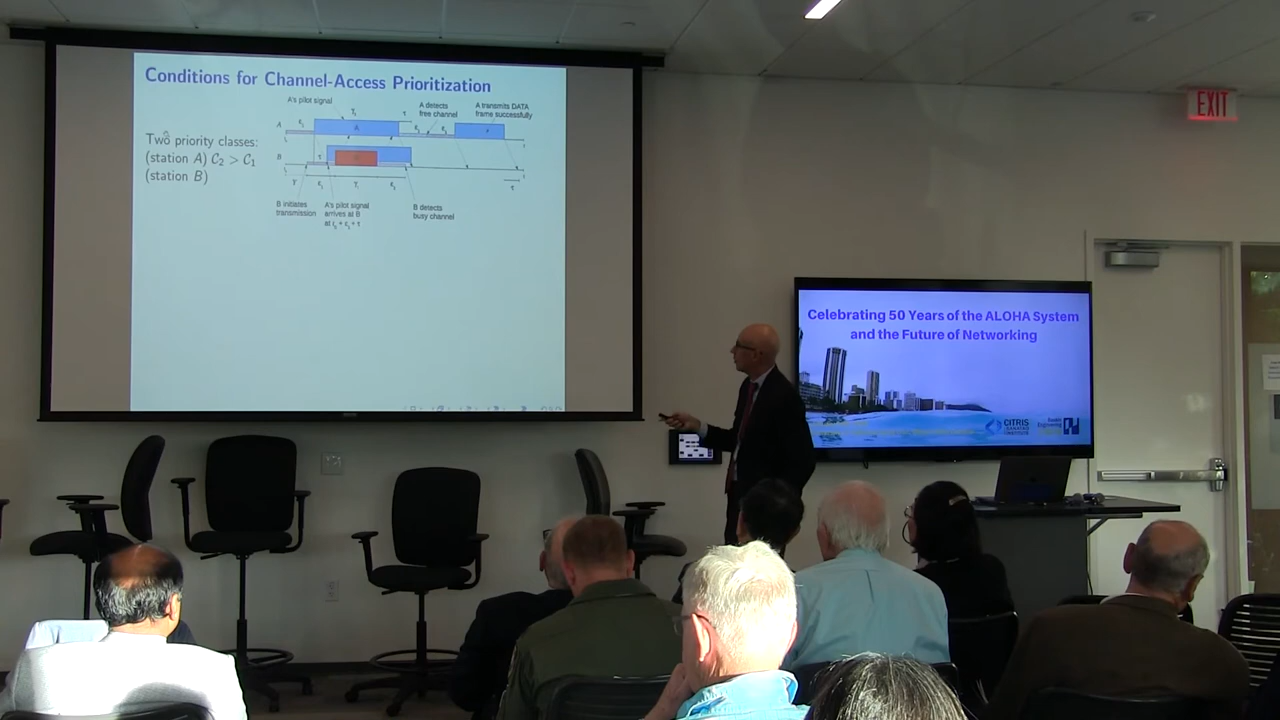 Conditions for Channel-Access Prioritization
Two priority classes:
(station A) C₂ > C₁
(station B)
A's pilot signal
A detects
free channel
A transmits DATA
frame successfully
A
A
B
B initiates
transmission
A's pilot signal
arrives at B
B detects
busy channel
EXIT
Celebrating 50 Years of the ALOHA System
and the Future of Networking
CITRIS